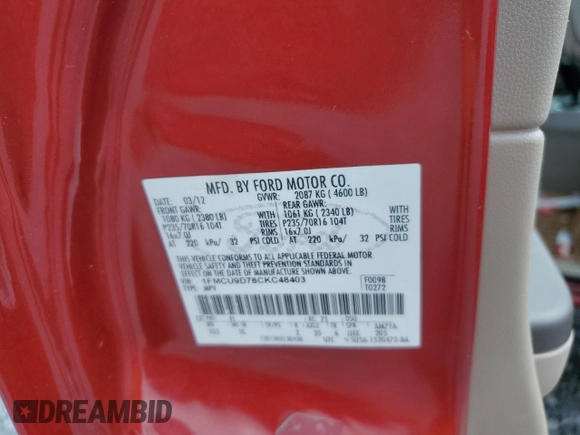 MFD. BY FORD MOTOR CO.
DATE: 03/12 GVWR: 2087 KG ( 4600 LB)
FRONT GAWR: REAR GAWR:
1080 KG ( 2380 LB) WITH 1061 KG ( 2340 LB) WITH
P235/70R16 104T TIRES P235/70R16 104T TIRES
16x7.0J RIMS 16x7.0J RIMS
AT 220 kPa/ 32 PSI COLD AT 220 kPa/ 32 PSI COLD
THIS VEHICLE CONFORMS TO ALL APPLICABLE FEDERAL MOTOR
VEHICLE SAFETY AND THEFT PREVENTION STANDARDS IN
EFFECT ON THE DATE OF MANUFACTURE SHOWN ABOVE.
VIN: 1FMCU9D78CKC48403 F0098
TYPE: MPV T0272
DREAMBID